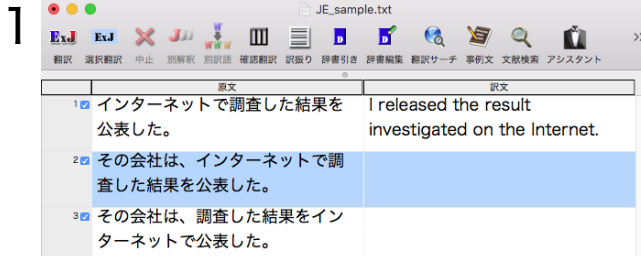 1
JE_sample.txt
ExJ ExJ J
翻訳 選択翻訳 中止 別解釈 別訳語 確認翻訳 訳振り 辞書引き 辞書編集 翻訳サーチ 事例文 文献検索 アシスタント
原文 訳文
1 インターネットで調査した結果を I released the result
公表した。 investigated on the Internet.
2 その会社は、インターネットで調
査した結果を公表した。
3 その会社は、調査した結果をイン
ターネットで公表した。